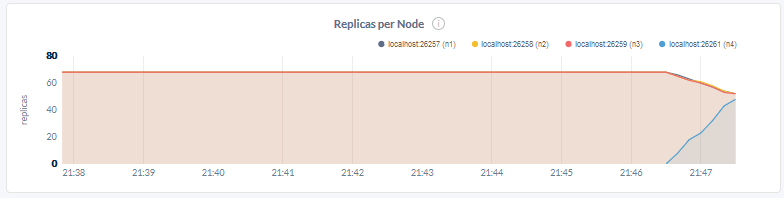 Replicas per Node i
localhost:26257 (n1) localhost:26258 (n2) localhost:26259 (n3) localhost:26261 (n4)
80
60
40
20
0
replicas
21:38 21:39 21:40 21:41 21:42 21:43 21:44 21:45 21:46 21:47